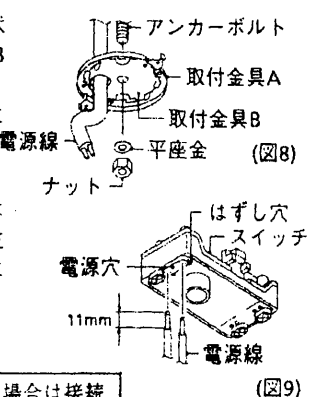 アンカーボルト
取付金具A
取付金具B
電源線
平座金
(図8)
ナット
はずし穴
スイッチ
電源穴
11mm
電源線
(図9)
場合は接続